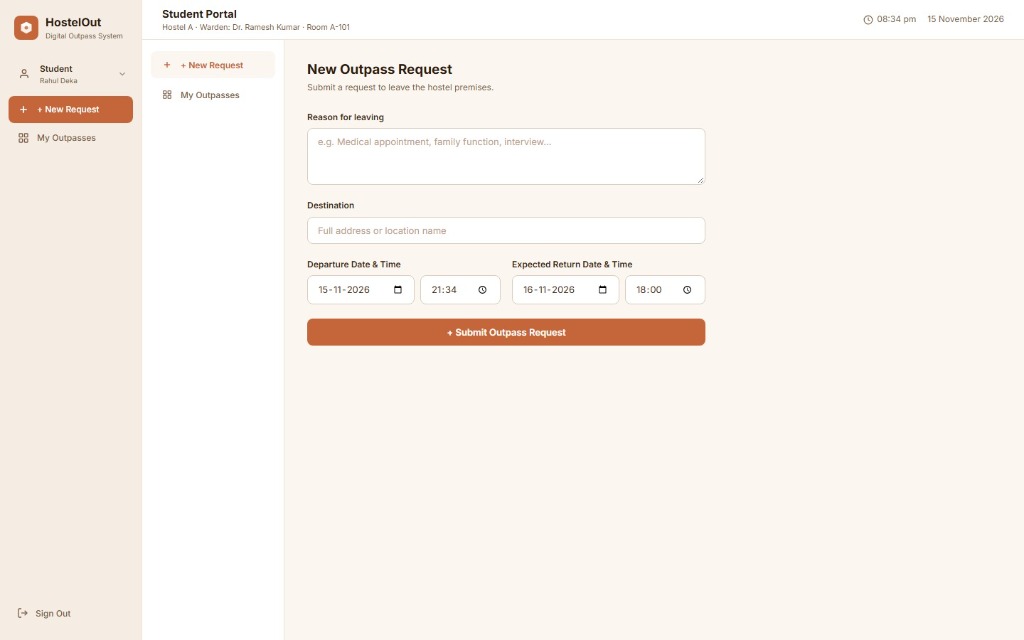 HostelOut
Digital Outpass System
Student
Rahul Deka
+ New Request
My Outpasses
Sign Out
Student Portal
Hostel A · Warden: Dr. Ramesh Kumar · Room A-101
08:34 pm 15 November 2026
+ New Request
My Outpasses
New Outpass Request
Submit a request to leave the hostel premises.
Reason for leaving
e.g. Medical appointment, family function, interview...
Destination
Full address or location name
Departure Date & Time Expected Return Date & Time
15-11-2026 21:34 16-11-2026 18:00
+ Submit Outpass Request